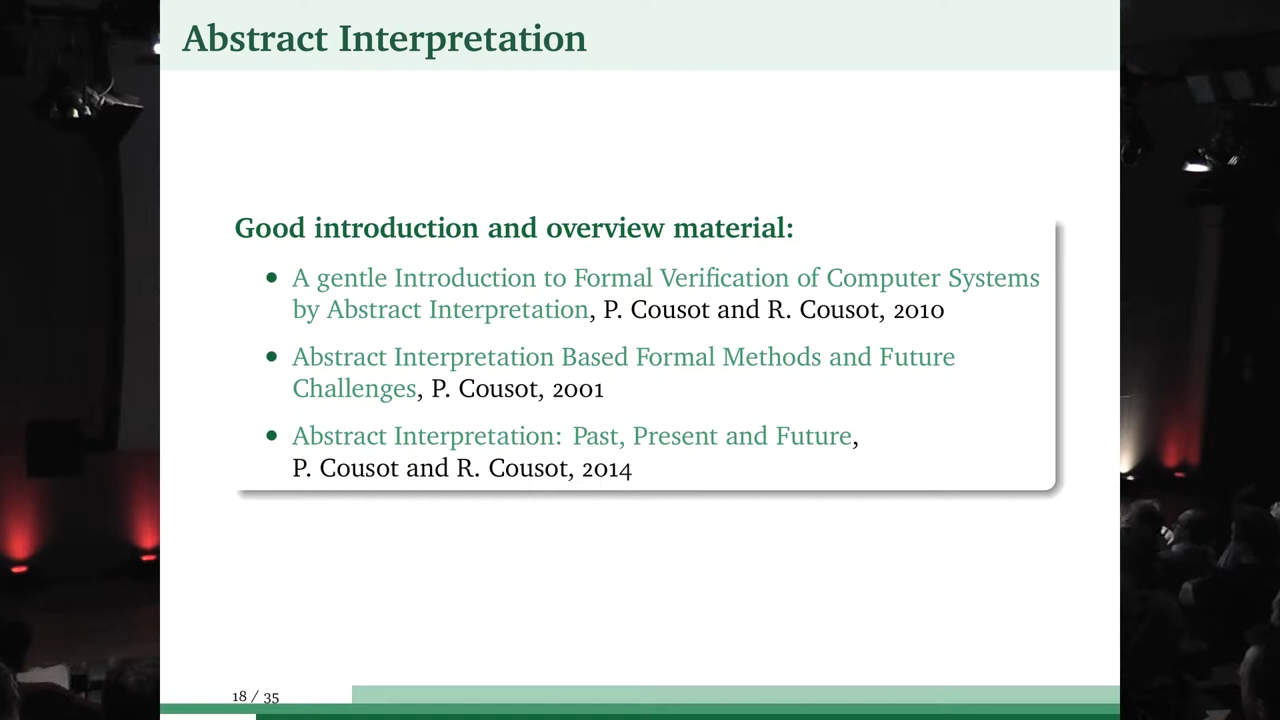 Abstract Interpretation
Good introduction and overview material:
• A gentle Introduction to Formal Verification of Computer Systems
by Abstract Interpretation, P. Cousot and R. Cousot, 2010
• Abstract Interpretation Based Formal Methods and Future
Challenges, P. Cousot, 2001
• Abstract Interpretation: Past, Present and Future,
P. Cousot and R. Cousot, 2014
18 / 35